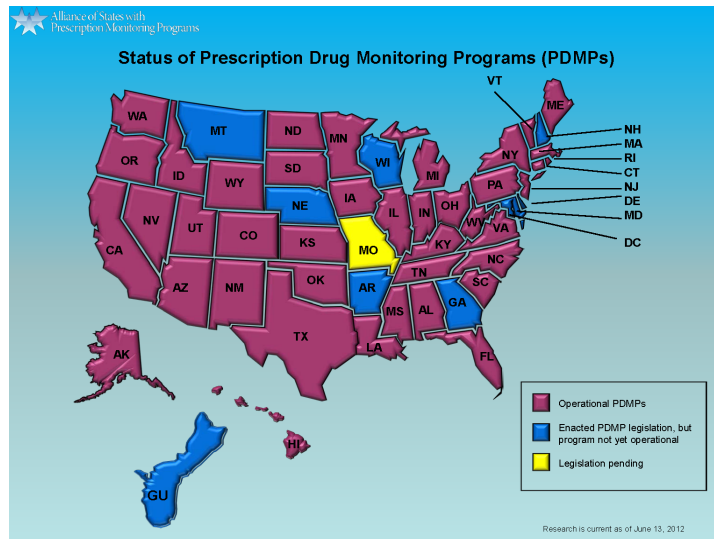 Alliance of States with
Prescription Monitoring Programs
Status of Prescription Drug Monitoring Programs (PDMPs)
VT
WA
MT
ND
MN
ME
NH
MA
RI
CT
NJ
DE
MD
DC
OR
ID
WY
SD
WI
MI
NY
PA
NV
UT
CO
NE
IA
IL
IN
OH
WV
VA
CA
KS
MO
KY
NC
AZ
NM
OK
AR
TN
SC
TX
LA
MS
AL
GA
FL
AK
HI
GU
Operational PDMPs
Enacted PDMP legislation, but
program not yet operational
Legislation pending
Research is current as of June 13, 2012